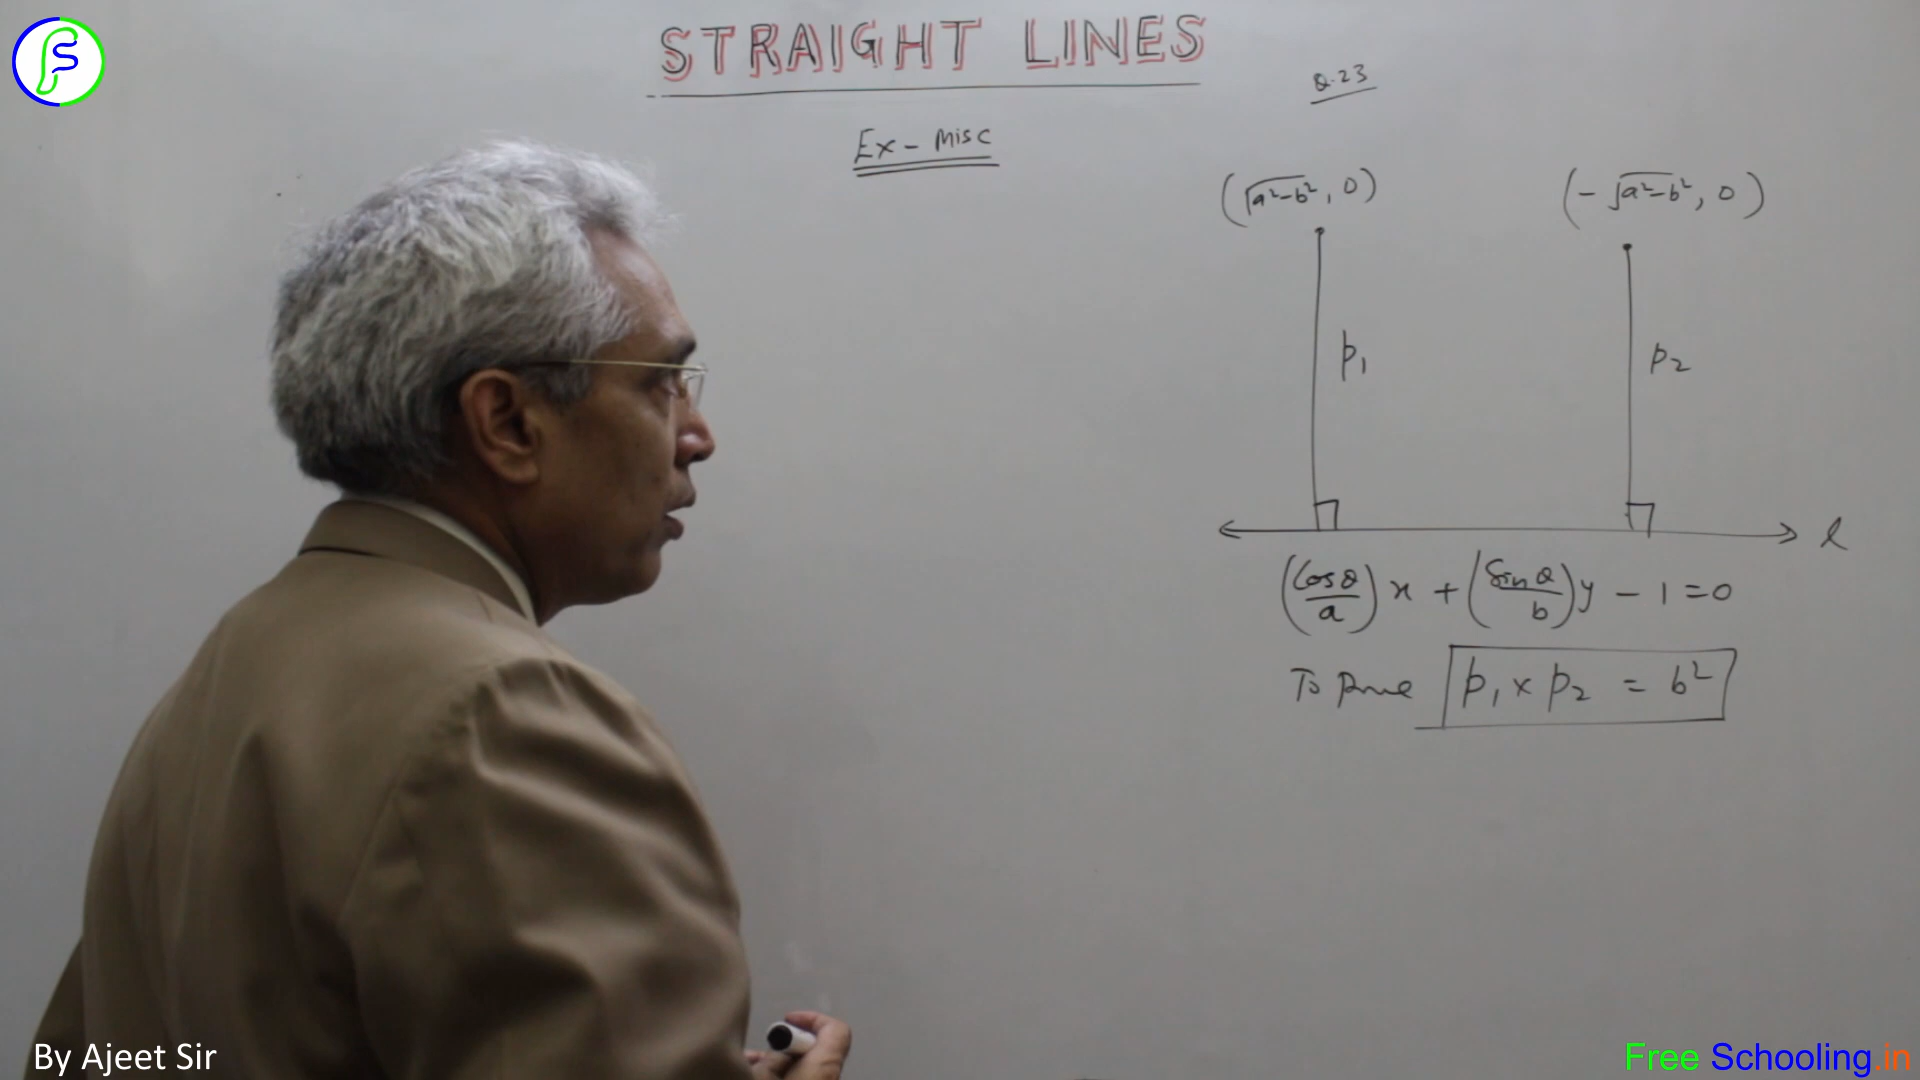 STRAIGHT LINES
Q.23
Ex - Misc
(√a²-b², 0) (-√a²-b², 0)
p₁ p₂
l
(Cosθ/a) x + (Sinθ/b) y - 1 = 0
To prove p₁ × p₂ = b²
By Ajeet Sir
Free Schooling.in